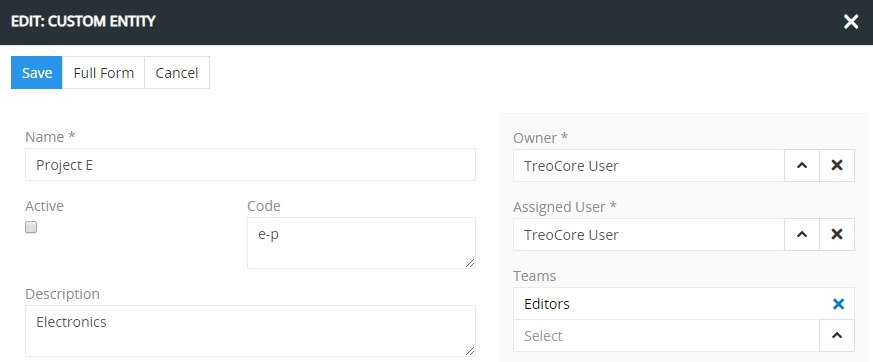 EDIT: CUSTOM ENTITY
Save Full Form Cancel
Name *
Project E
Active Code
e-p
Description
Electronics
Owner *
TreoCore User
Assigned User *
TreoCore User
Teams
Editors
Select